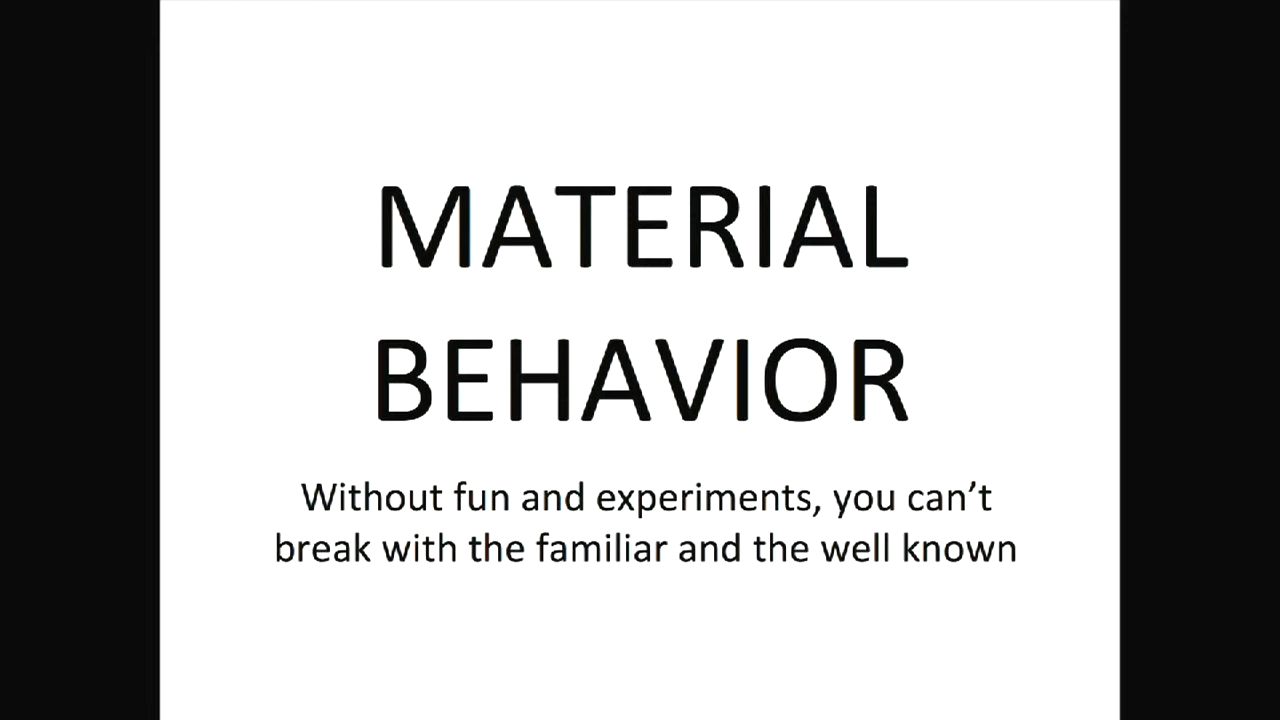 MATERIAL
BEHAVIOR
Without fun and experiments, you can’t
break with the familiar and the well known